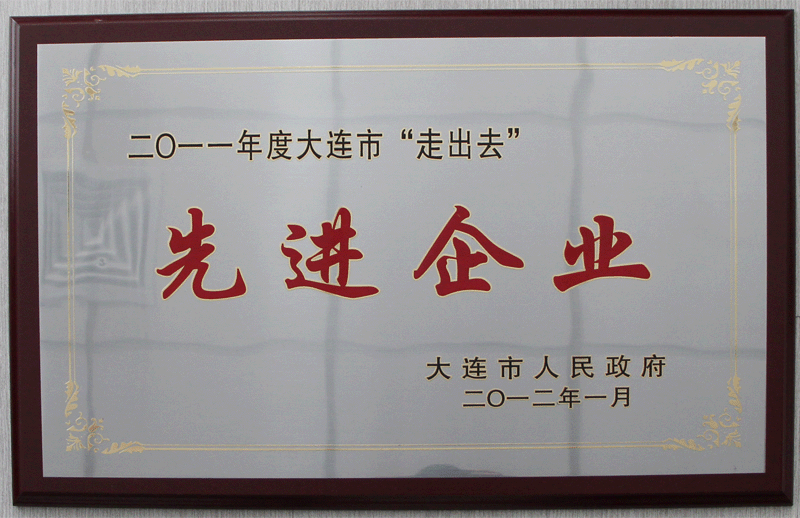 二〇一一年度大连市“走出去”
先进企业
大连市人民政府
二〇一二年一月